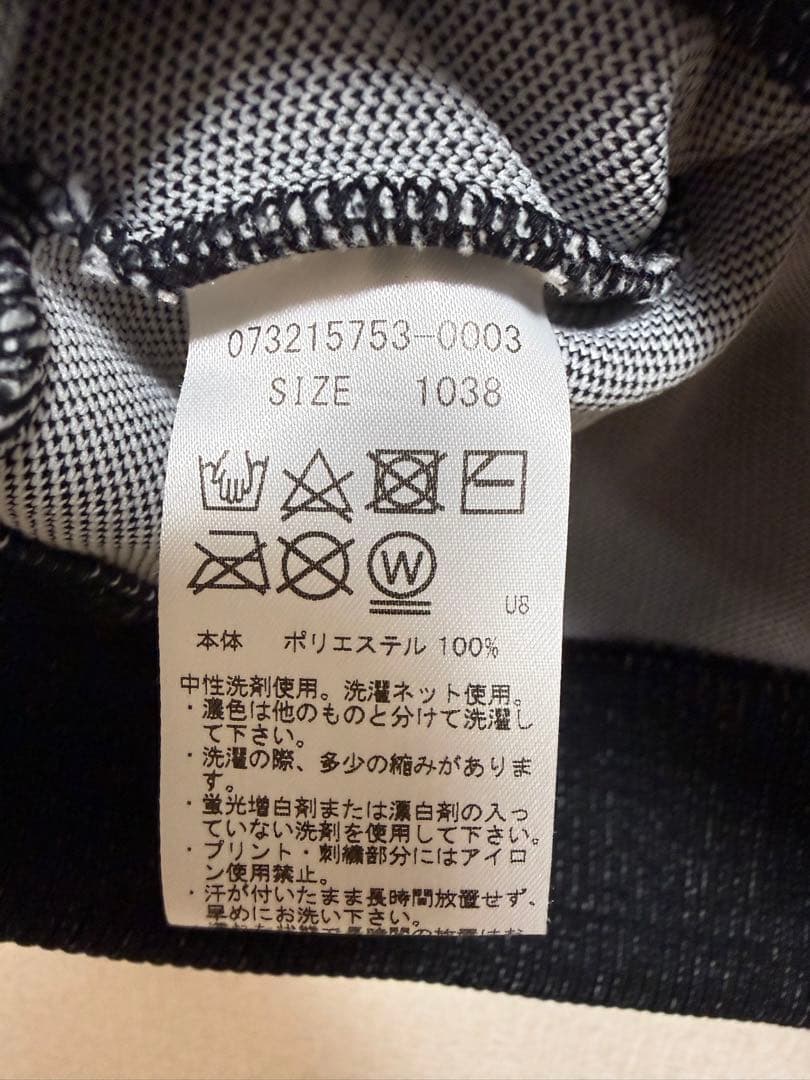 073215753-0003
SIZE 1038
W
U8
本体 ポリエステル 100%
中性洗剤使用。洗濯ネット使用。
・濃色は他のものと分けて洗濯し
て下さい。
・洗濯の際、多少の縮みがありま
す。
・蛍光増白剤または漂白剤の入っ
ていない洗剤を使用して下さい。
・プリント・刺繍部分にはアイロ
ン使用禁止。
・汗が付いたまま長時間放置せず、
早めにお洗い下さい。